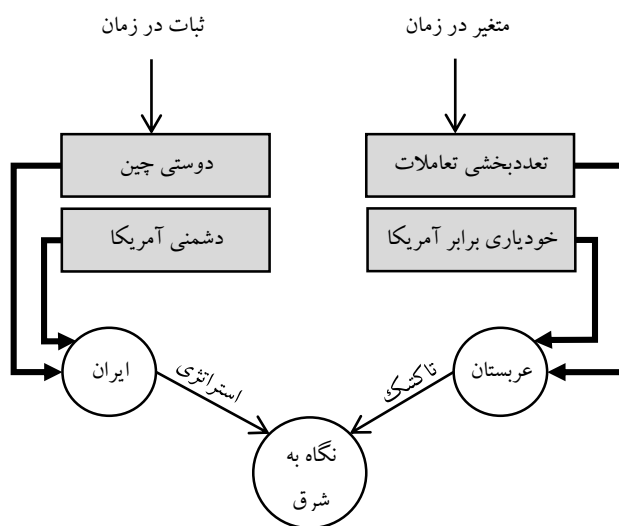 متغیر در زمان
ثبات در زمان
تعددبخشی تعاملات
دوستی چین
خودیاری برابر آمریکا
دشمنی آمریکا
عربستان
ایران
تاکتیک
استراتژی
نگاه به
شرق